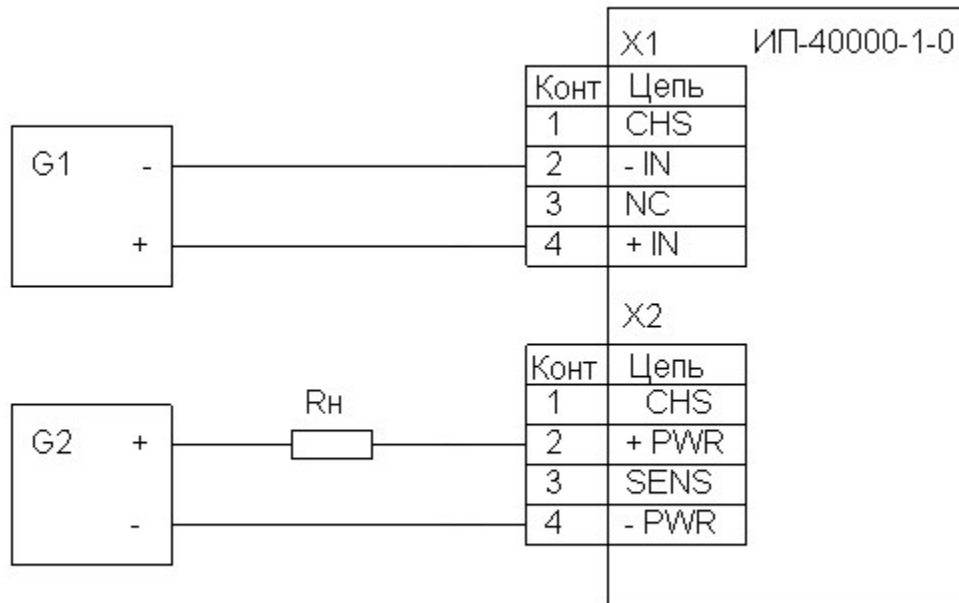 X1 ИП-40000-1-0
Конт Цепь
1 CHS
G1 - 2 - IN
3 NC
+ 4 + IN
X2
Конт Цепь
1 CHS
Rн
G2 + 2 + PWR
3 SENS
- 4 - PWR